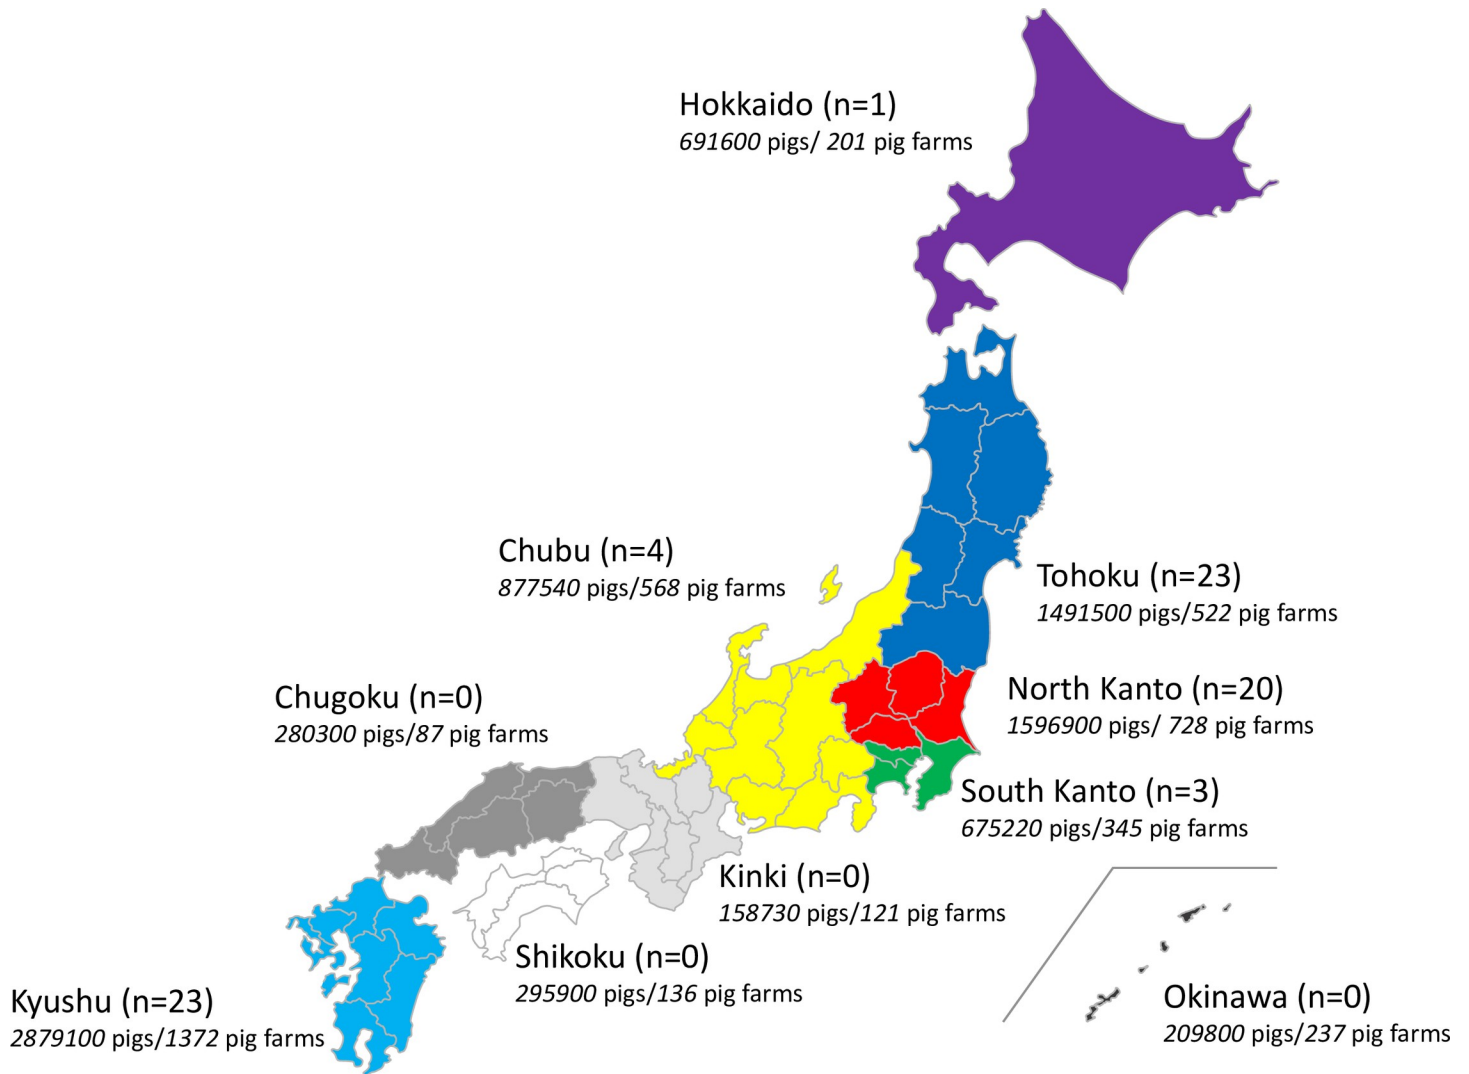 Hokkaido (n=1)
691600 pigs/ 201 pig farms
Chubu (n=4)
877540 pigs/568 pig farms
Tohoku (n=23)
1491500 pigs/522 pig farms
Chugoku (n=0)
280300 pigs/87 pig farms
North Kanto (n=20)
1596900 pigs/ 728 pig farms
South Kanto (n=3)
675220 pigs/345 pig farms
Kinki (n=0)
158730 pigs/121 pig farms
Shikoku (n=0)
295900 pigs/136 pig farms
Kyushu (n=23)
2879100 pigs/1372 pig farms
Okinawa (n=0)
209800 pigs/237 pig farms